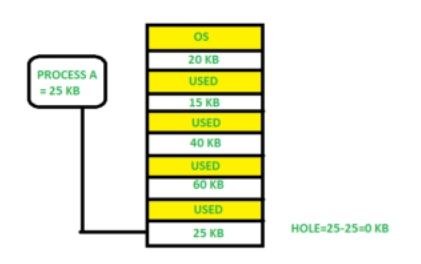 OS
20 KB
PROCESS A
= 25 KB
USED
15 KB
USED
40 KB
USED
60 KB
USED
25 KB
HOLE=25-25=0 KB